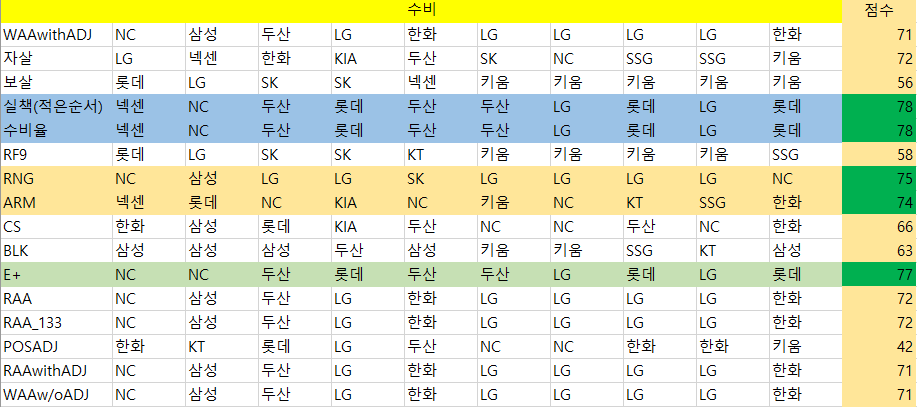 수비 점수
WAAwithADJ NC 삼성 두산 LG 한화 LG LG LG LG 한화 71
자살 LG 넥센 한화 KIA 두산 SK NC SSG SSG 키움 72
보살 롯데 LG SK SK 넥센 키움 키움 키움 키움 키움 56
실책(적은순서) 넥센 NC 두산 롯데 두산 두산 LG 롯데 LG 롯데 78
수비율 넥센 NC 두산 롯데 두산 두산 LG 롯데 LG 롯데 78
RF9 롯데 LG SK SK KT 키움 키움 키움 키움 SSG 58
RNG NC 삼성 LG LG SK LG LG LG LG NC 75
ARM 넥센 롯데 NC KIA NC 키움 NC KT SSG 한화 74
CS 한화 삼성 롯데 KIA 두산 NC NC 두산 NC 한화 66
BLK 삼성 삼성 삼성 두산 삼성 키움 키움 SSG KT 삼성 63
E+ NC NC 두산 롯데 두산 두산 LG 롯데 LG 롯데 77
RAA NC 삼성 두산 LG 한화 LG LG LG LG 한화 72
RAA_133 NC 삼성 두산 LG 한화 LG LG LG LG 한화 72
POSADJ 한화 KT 롯데 LG 두산 NC NC 한화 한화 키움 42
RAAwithADJ NC 삼성 두산 LG 한화 LG LG LG LG 한화 71
WAAw/oADJ NC 삼성 두산 LG 한화 LG LG LG LG 한화 71